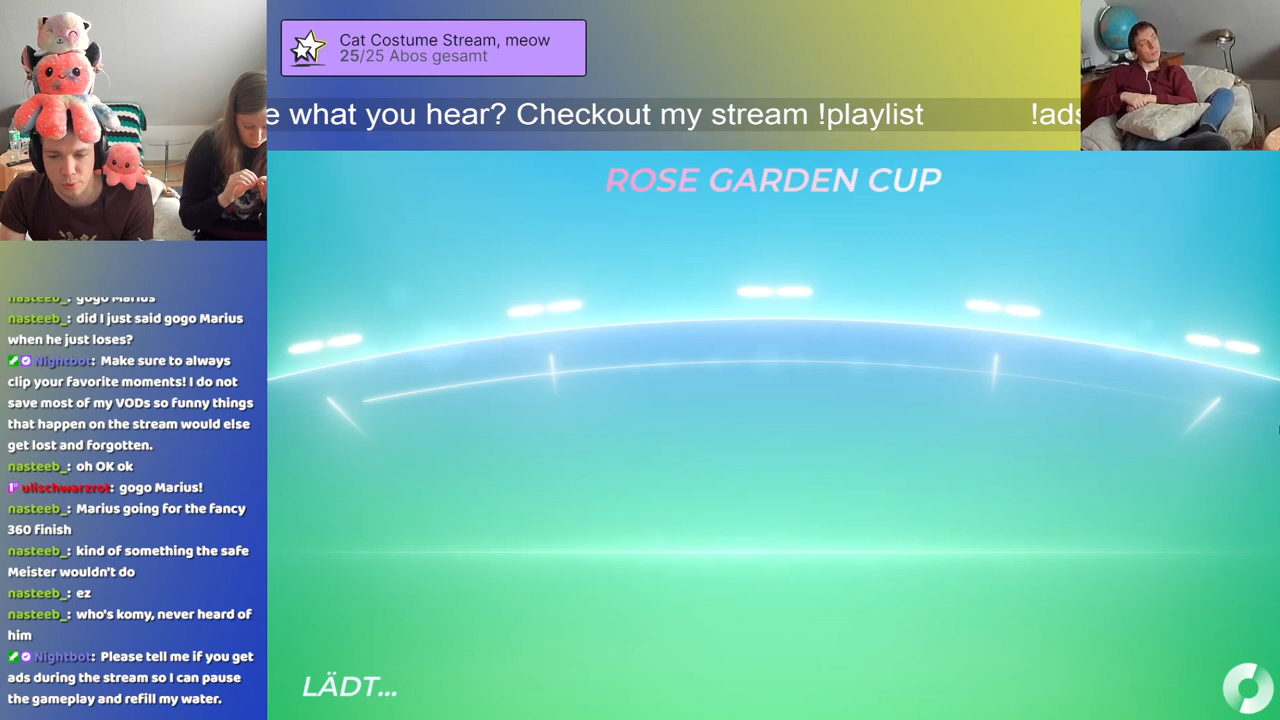 Cat Costume Stream, meow
25/25 Abos gesamt
e what you hear? Checkout my stream !playlist !ads
ROSE GARDEN CUP
nasteeb_: gogo Marius
nasteeb_: did I just said gogo Marius
when he just loses?
Nightbot: Make sure to always
clip your favorite moments! I do not
save most of my VODs so funny things
that happen on the stream would else
get lost and forgotten.
nasteeb_: oh OK ok
ulischwarzrot: gogo Marius!
nasteeb_: Marius going for the fancy
360 finish
nasteeb_: kind of something the safe
Meister wouldn't do
nasteeb_: ez
nasteeb_: who's komy, never heard of
him
Nightbot: Please tell me if you get
ads during the stream so I can pause
the gameplay and refill my water.
LÄDT...